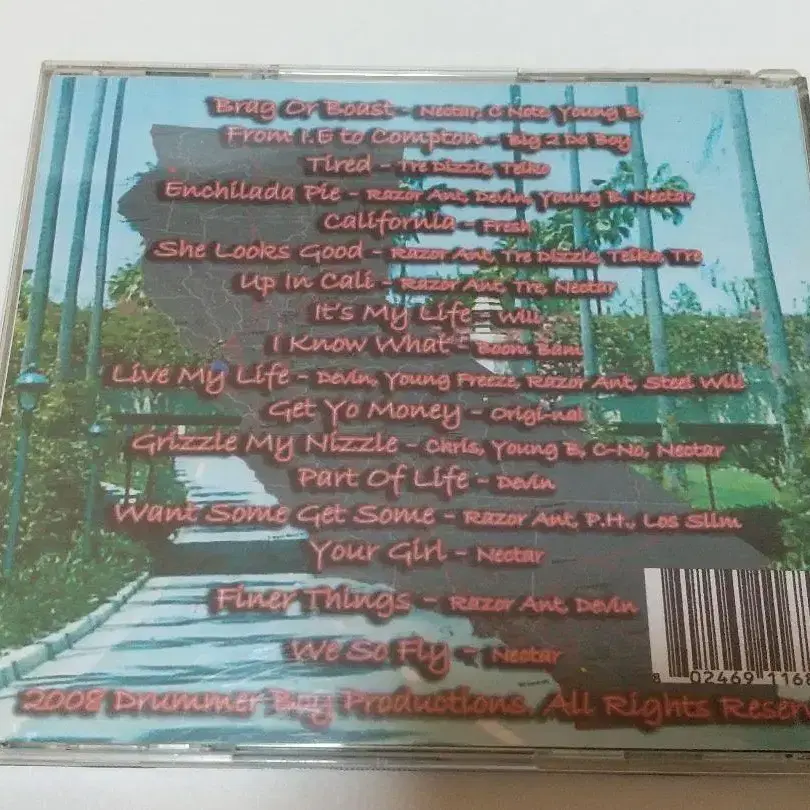 Brag Or Boast - Nectar, C Note, Young B.
From I.E to Compton - Big 2 Da Boy
Tired - Tre Dizzle, Teiko
Enchilada Pie - Razor Ant, Devin, Young B. Nectar
California - Fresh
She Looks Good - Razor Ant, Tre Dizzle, Teiko, Tre
Up In Cali - Razor Ant, Tre, Nectar
It's My Life - Will
I Know What - Boom Bam
Live My Life - Devin, Young Freeze, Razor Ant, Steel Will
Get Yo Money - Origi-nal
Grizzle My Nizzle - Chris, Young B, C-No, Nectar
Part Of Life - Devin
Want Some Get Some - Razor Ant, P.H., Los Slim
Your Girl - Nectar
Finer Things - Razor Ant, Devin
We So Fly - Nectar
8 02469 1168
2008 Drummer Productions. All Rights